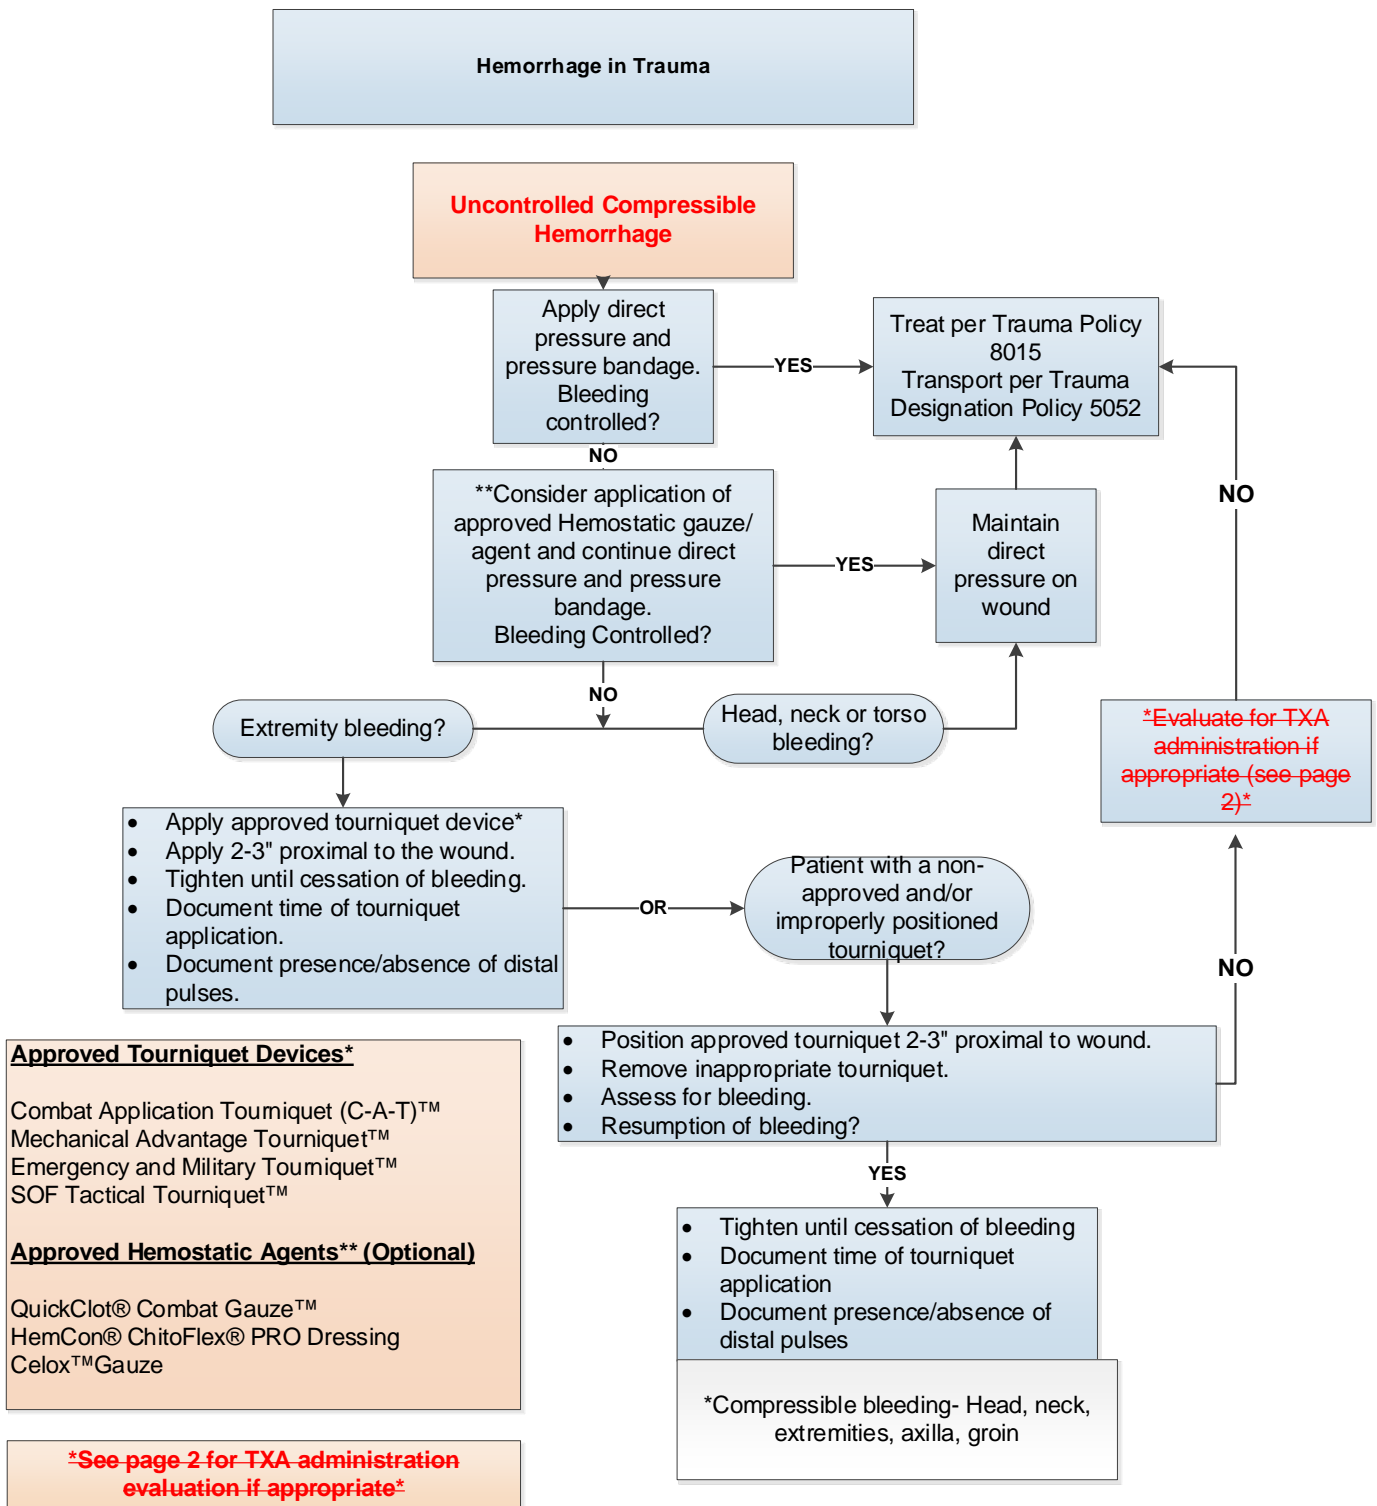 Hemorrhage in Trauma
Uncontrolled Compressible
Hemorrhage
Apply direct
pressure and
pressure bandage.
Bleeding
controlled?
YES
Treat per Trauma Policy
8015
Transport per Trauma
Designation Policy 5052
NO
**Consider application of
approved Hemostatic gauze/
agent and continue direct
pressure and pressure
bandage.
Bleeding Controlled?
YES
Maintain
direct
pressure on
wound
NO
NO
Extremity bleeding?
Head, neck or torso
bleeding?
*Evaluate for TXA
administration if
appropriate (see page
2)*
• Apply approved tourniquet device*
• Apply 2-3" proximal to the wound.
• Tighten until cessation of bleeding.
• Document time of tourniquet
application.
• Document presence/absence of distal
pulses.
OR
Patient with a non-
approved and/or
improperly positioned
tourniquet?
NO
• Position approved tourniquet 2-3" proximal to wound.
• Remove inappropriate tourniquet.
• Assess for bleeding.
• Resumption of bleeding?
YES
• Tighten until cessation of bleeding
• Document time of tourniquet
application
• Document presence/absence of
distal pulses
*Compressible bleeding- Head, neck,
extremities, axilla, groin
Approved Tourniquet Devices*
Combat Application Tourniquet (C-A-T)™
Mechanical Advantage Tourniquet™
Emergency and Military Tourniquet™
SOF Tactical Tourniquet™
Approved Hemostatic Agents** (Optional)
QuickClot® Combat Gauze™
HemCon® ChitoFlex® PRO Dressing
Celox™Gauze
*See page 2 for TXA administration
evaluation if appropriate*